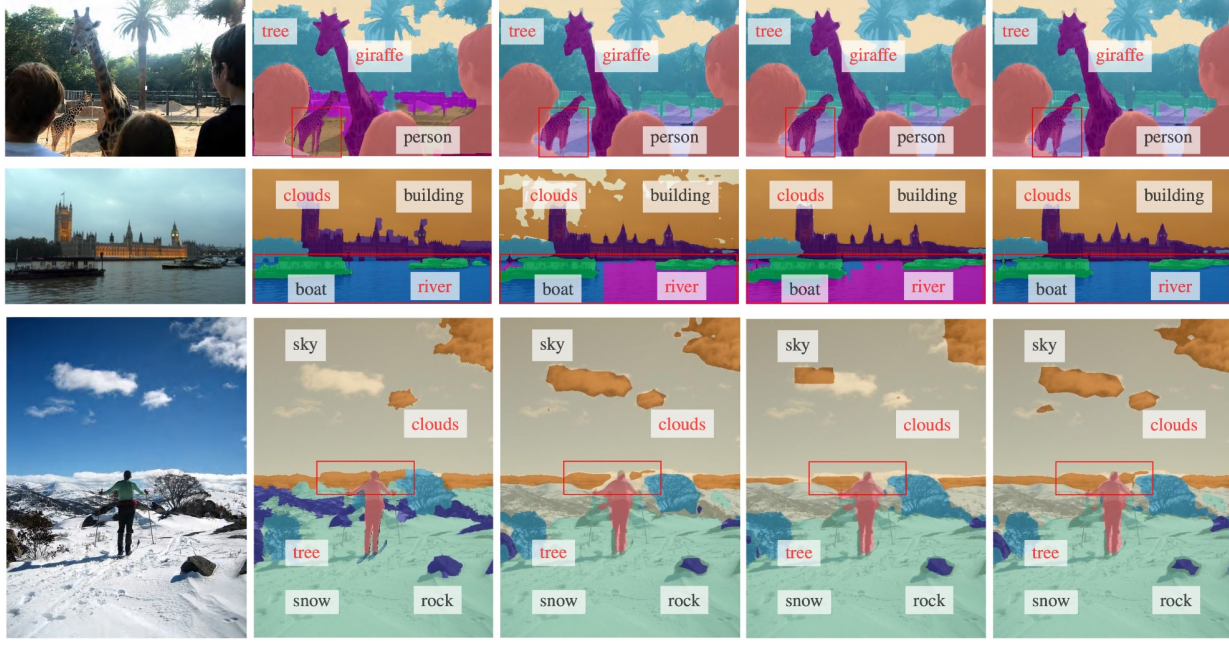 tree
giraffe
person
tree
giraffe
person
tree
giraffe
person
tree
giraffe
person
clouds
building
boat
river
clouds
building
boat
river
clouds
building
boat
river
clouds
building
boat
river
sky
clouds
tree
snow
rock
sky
clouds
tree
snow
rock
sky
clouds
tree
snow
rock
sky
clouds
tree
snow
rock